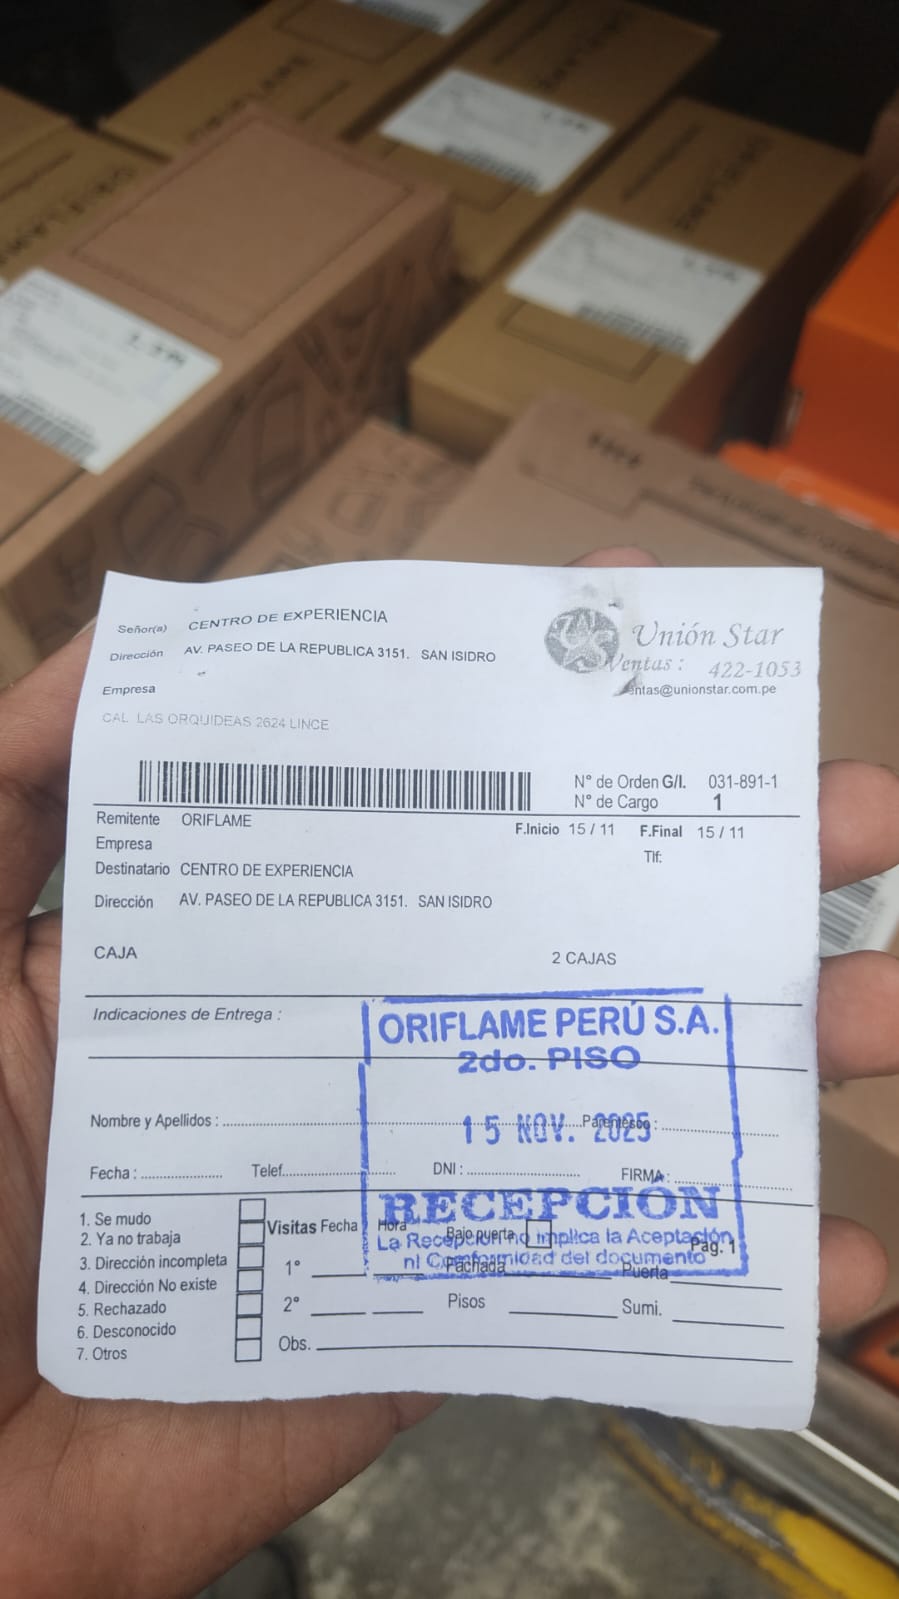 ORIFLAME
Señor(a) CENTRO DE EXPERIENCIA
Dirección AV. PASEO DE LA REPUBLICA 3151. SAN ISIDRO
Empresa
CAL LAS ORQUIDEAS 2624 LINCE
Unión Star
Ventas : 422-1053
entas@unionstar.com.pe
N° de Orden G/I. 031-891-1
N° de Cargo 1
Remitente ORIFLAME
F.Inicio 15 / 11 F.Final 15 / 11
Empresa
Tlf:
Destinatario CENTRO DE EXPERIENCIA
Dirección AV. PASEO DE LA REPUBLICA 3151. SAN ISIDRO
CAJA 2 CAJAS
Indicaciones de Entrega :
ORIFLAME PERÚ S.A.
2do. PISO
15 NOV. 2025
RECEPCION
La Recepcion no implica la Aceptación
ni Conformidad del documento
Nombre y Apellidos : Parentesco :
Fecha : Telef. DNI : FIRMA :
1. Se mudo
2. Ya no trabaja
3. Dirección incompleta
4. Dirección No existe
5. Rechazado
6. Desconocido
7. Otros
Visitas Fecha Hora Bajo puerta
Pag. 1
1° Fachada Puerta
2° Pisos Sumi.
Obs.